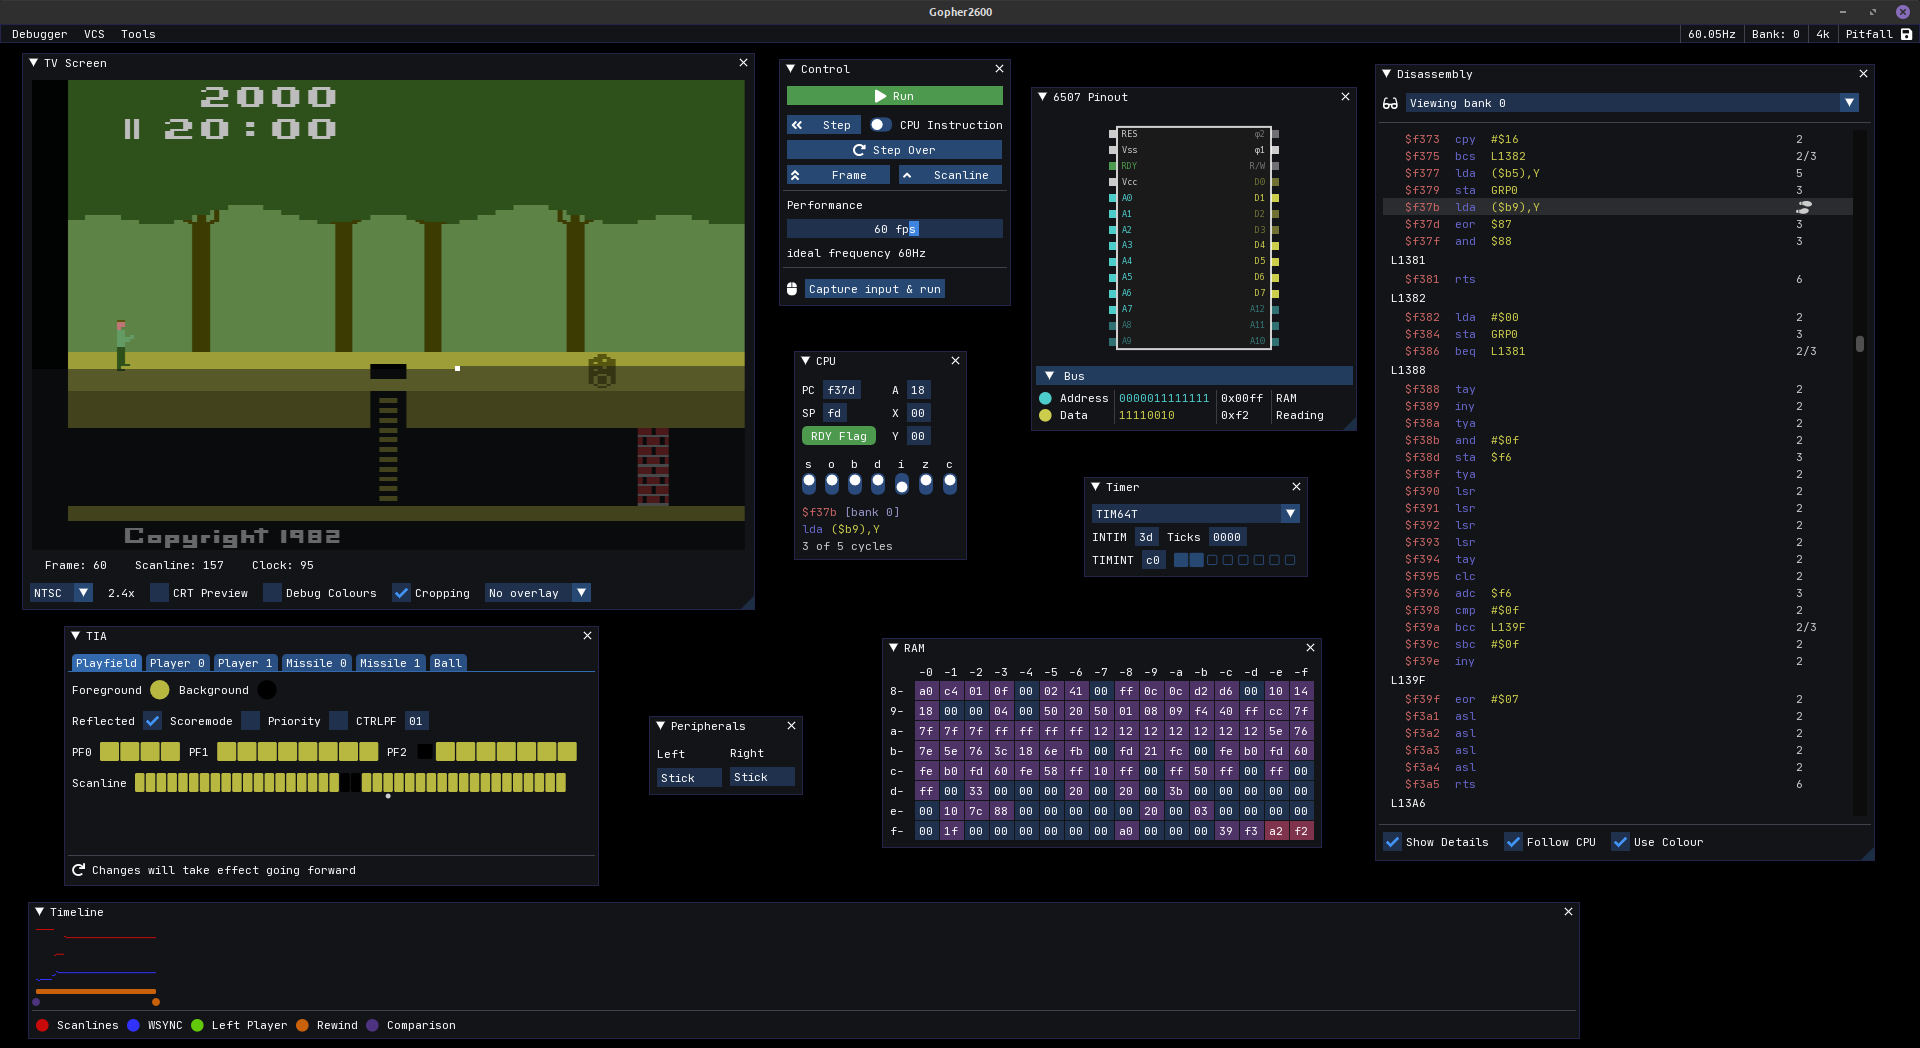 Gopher2600
Debugger VCS Tools 60.05Hz Bank: 0 4k Pitfall
TV Screen
2000
20:00
Copyright 1982
Frame: 60 Scanline: 157 Clock: 95
NTSC 2.4x CRT Preview Debug Colours Cropping No overlay
Control
Run
Step CPU Instruction
Step Over
Frame Scanline
Performance
60 fps
ideal frequency 60Hz
Capture input & run
6507 Pinout
RES φ2
Vss φ1
RDY R/W
Vcc D0
A0 D1
A1 D2
A2 D3
A3 D4
A4 D5
A5 D6
A6 D7
A7 A12
A8 A11
A9 A10
Bus
Address 0000011111111 0x00ff RAM
Data 11110010 0xf2 Reading
CPU
PC f37d A 18
SP fd X 00
RDY Flag Y 00
s o b d i z c
$f37b [bank 0]
lda ($b9),Y
3 of 5 cycles
Timer
TIM64T
INTIM 3d Ticks 0000
TIMINT c0
Disassembly
Viewing bank 0
$f373 cpy #$16 2
$f375 bcs L1382 2/3
$f377 lda ($b5),Y 5
$f379 sta GRP0 3
$f37b lda ($b9),Y
$f37d eor $87 3
$f37f and $88 3
L1381
$f381 rts 6
L1382
$f382 lda #$00 2
$f384 sta GRP0 3
$f386 beq L1381 2/3
L1388
$f388 tay 2
$f389 iny 2
$f38a tya 2
$f38b and #$0f 2
$f38d sta $f6 3
$f38f tya 2
$f390 lsr 2
$f391 lsr 2
$f392 lsr 2
$f393 lsr 2
$f394 tay 2
$f395 clc 2
$f396 adc $f6 3
$f398 cmp #$0f 2
$f39a bcc L139F 2/3
$f39c sbc #$0f 2
$f39e iny 2
L139F
$f39f eor #$07 2
$f3a1 asl 2
$f3a2 asl 2
$f3a3 asl 2
$f3a4 asl 2
$f3a5 rts 6
L13A6
Show Details Follow CPU Use Colour
TIA
Playfield Player 0 Player 1 Missile 0 Missile 1 Ball
Foreground Background
Reflected Scoremode Priority CTRLPF 01
PF0 PF1 PF2
Scanline
Changes will take effect going forward
Peripherals
Left Right
Stick Stick
RAM
-0 -1 -2 -3 -4 -5 -6 -7 -8 -9 -a -b -c -d -e -f
8- a0 c4 01 0f 00 02 41 00 ff 0c 0c d2 d6 00 10 14
9- 18 00 00 04 00 50 20 50 01 08 09 f4 40 ff cc 7f
a- 7f 7f 7f ff ff ff ff 12 12 12 12 12 12 12 5e 76
b- 7e 5e 76 3c 18 6e fb 00 fd 21 fc 00 fe b0 fd 60
c- fe b0 fd 60 fe 58 ff 10 ff 00 ff 50 ff 00 ff 00
d- ff 00 33 00 00 00 20 00 20 00 3b 00 00 00 00 00
e- 00 10 7c 88 00 00 00 00 00 20 00 03 00 00 00 00
f- 00 1f 00 00 00 00 00 00 a0 00 00 00 39 f3 a2 f2
Timeline
Scanlines WSYNC Left Player Rewind Comparison